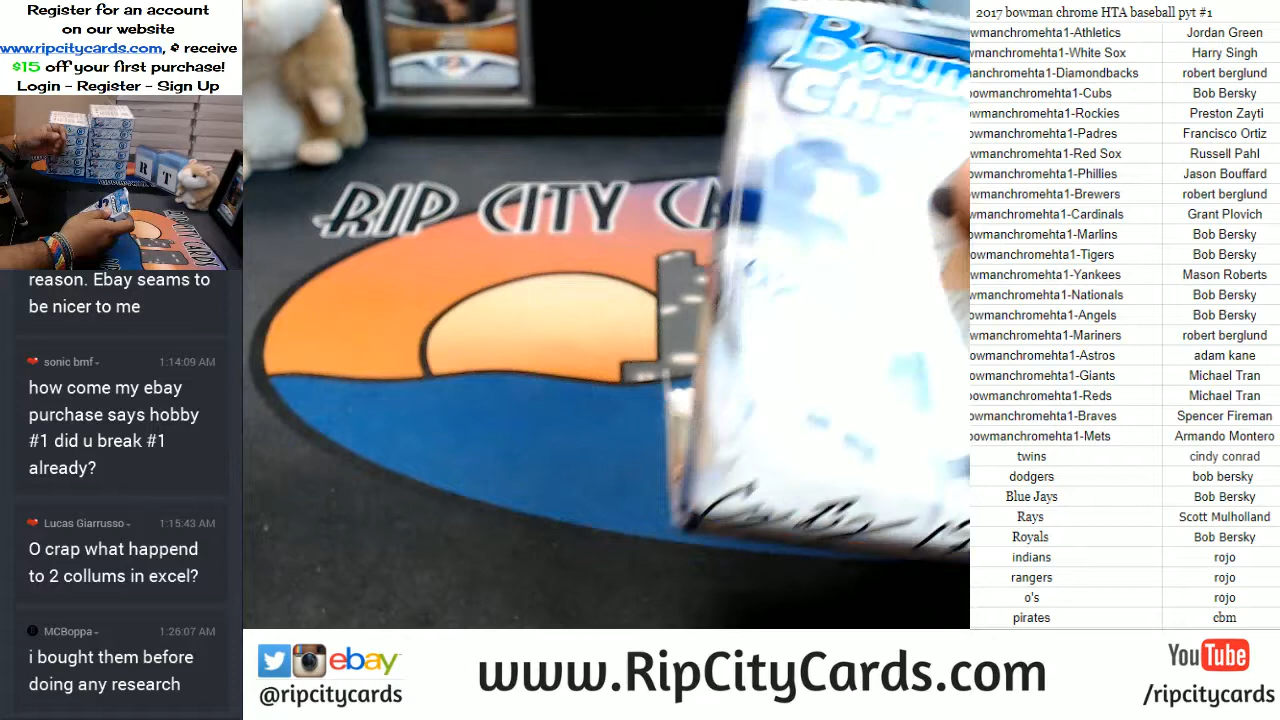 Register for an account
on our website
www.ripcitycards.com, & receive
$15 off your first purchase!
Login - Register - Sign Up
reason. Ebay seams to
be nicer to me
sonic bmf
1:14:09 AM
how come my ebay
purchase says hobby
#1 did u break #1
already?
Lucas Giarrusso
1:15:43 AM
O crap what happend
to 2 collums in excel?
MCBoppa
1:26:07 AM
i bought them before
doing any research
R T
RIP CITY CA
Bowm
Chr
2017 bowman chrome HTA baseball pyt #1
wmanchromehta1-Athletics Jordan Green
wmanchromehta1-White Sox Harry Singh
manchromehta1-Diamondbacks robert berglund
bowmanchromehta1-Cubs Bob Bersky
owmanchromehta1-Rockies Preston Zayti
owmanchromehta1-Padres Francisco Ortiz
wmanchromehta1-Red Sox Russell Pahl
owmanchromehta1-Phillies Jason Bouffard
owmanchromehta1-Brewers robert berglund
wmanchromehta1-Cardinals Grant Plovich
owmanchromehta1-Marlins Bob Bersky
owmanchromehta1-Tigers Bob Bersky
owmanchromehta1-Yankees Mason Roberts
wmanchromehta1-Nationals Bob Bersky
owmanchromehta1-Angels Bob Bersky
wmanchromehta1-Mariners robert berglund
owmanchromehta1-Astros adam kane
owmanchromehta1-Giants Michael Tran
owmanchromehta1-Reds Michael Tran
owmanchromehta1-Braves Spencer Fireman
bowmanchromehta1-Mets Armando Montero
twins cindy conrad
dodgers bob bersky
Blue Jays Bob Bersky
Rays Scott Mulholland
Royals Bob Bersky
indians rojo
rangers rojo
o's rojo
pirates cbm
ebay
@ripcitycards
www.RipCityCards.com
YouTube
/ripcitycards